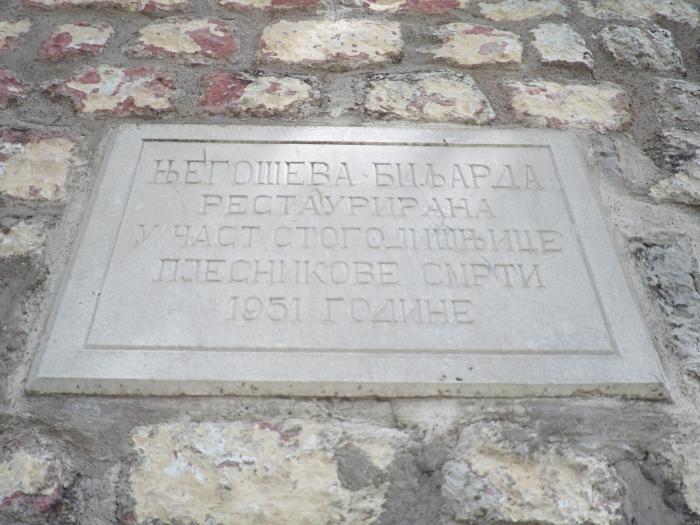 ЊЕГОШЕВА БИЉАРДА
РЕСТАУРИРАНА
У ЧАСТ СТОГОДИШЊИЦЕ
ПЈЕСНИКОВЕ СМРТИ
1951 ГОДИНЕ